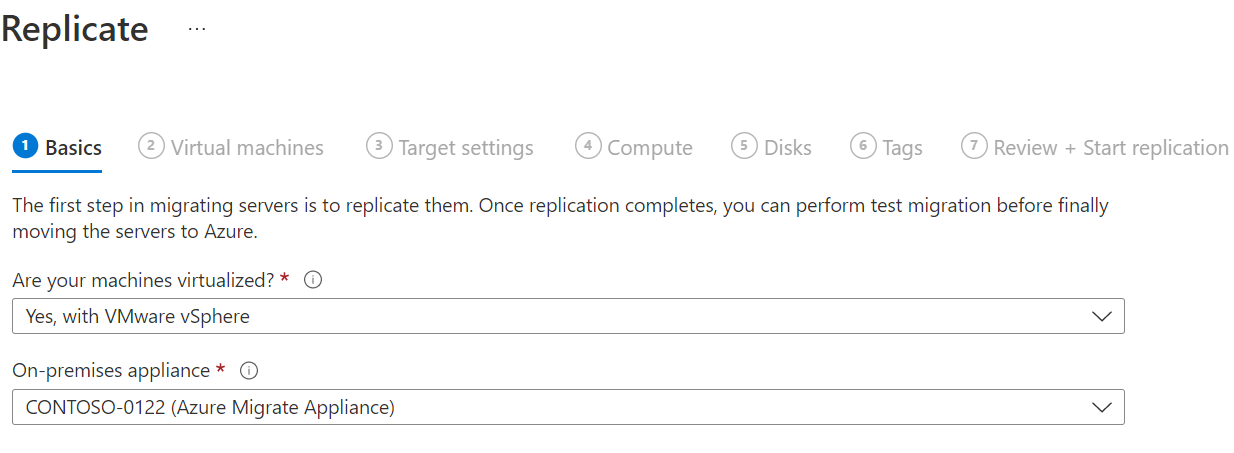 Replicate ...
1 Basics 2 Virtual machines 3 Target settings 4 Compute 5 Disks 6 Tags 7 Review + Start replication
The first step in migrating servers is to replicate them. Once replication completes, you can perform test migration before finally
moving the servers to Azure.
Are your machines virtualized? * i
Yes, with VMware vSphere
On-premises appliance * i
CONTOSO-0122 (Azure Migrate Appliance)